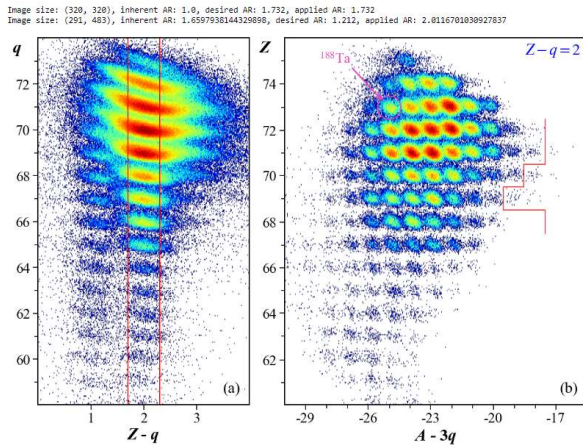 Image size: (320, 320), inherent AR: 1.0, desired AR: 1.732, applied AR: 1.732
Image size: (291, 483), inherent AR: 1.6597938144329898, desired AR: 1.212, applied AR: 2.0116701030927837
q
72
70
68
66
64
62
60
(a)
1 2 3
Z - q
Z
¹⁸⁸Ta
Z-q=2
74
72
70
68
66
64
62
(b)
-29 -26 -23 -20 -17
A - 3q